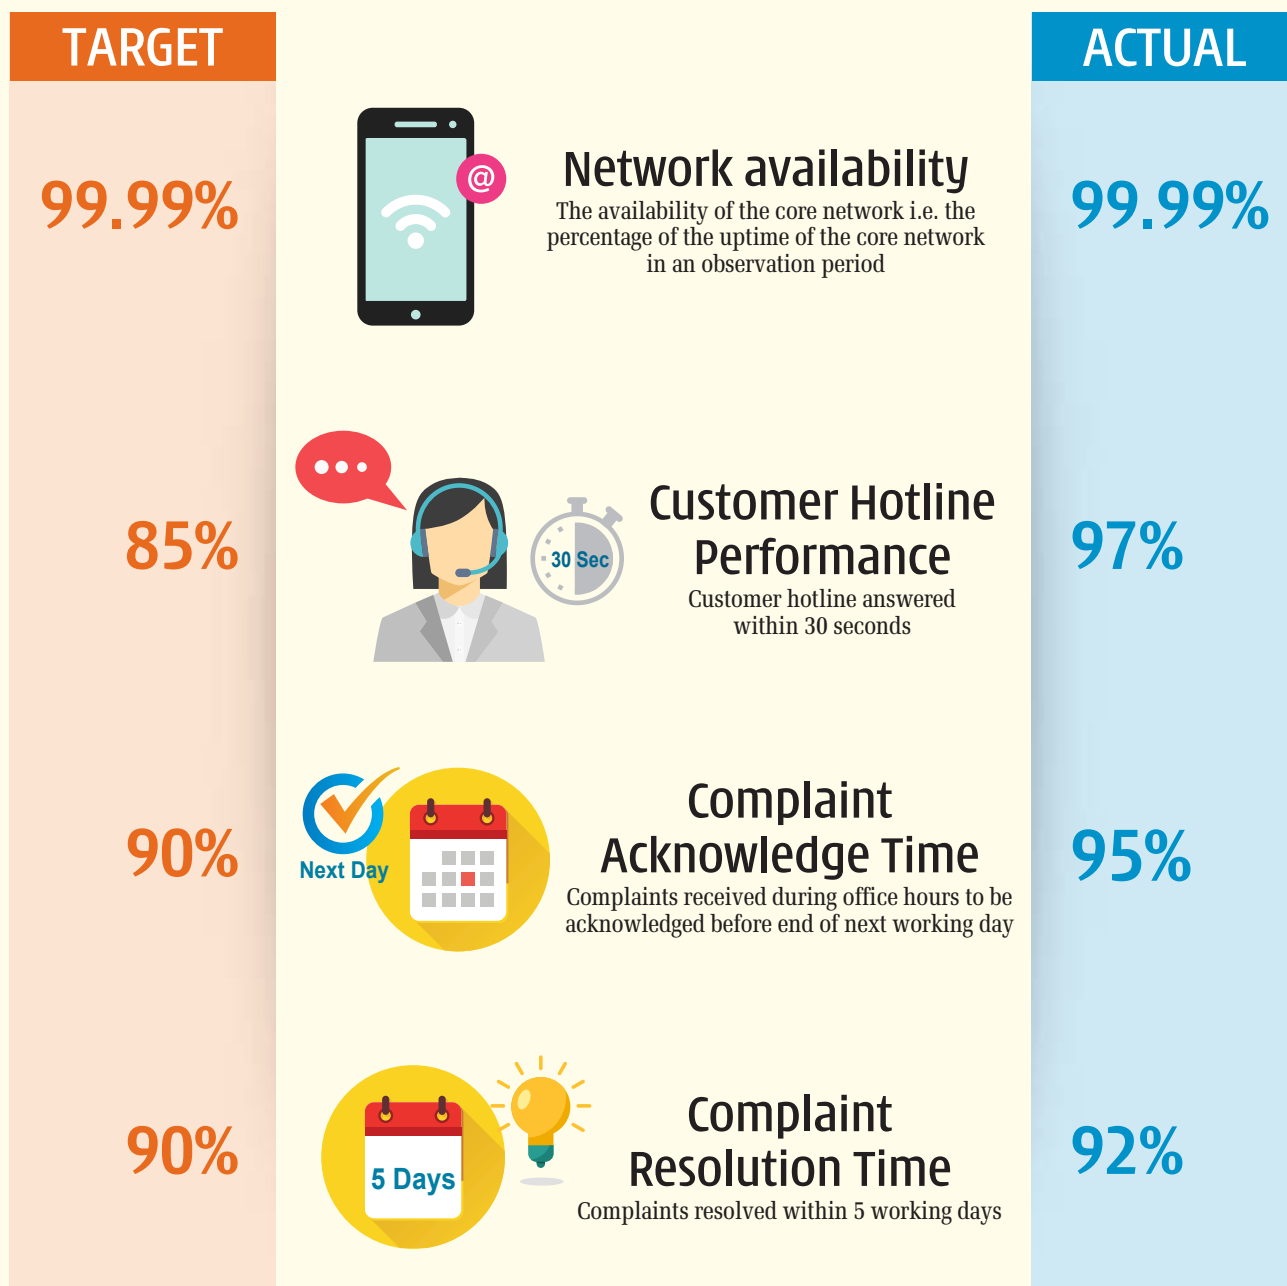 TARGET
ACTUAL
99.99%
@
Network availability
The availability of the core network i.e. the
percentage of the uptime of the core network
in an observation period
99.99%
85%
30 Sec
Customer Hotline
Performance
Customer hotline answered
within 30 seconds
97%
90%
Next Day
Complaint
Acknowledge Time
Complaints received during office hours to be
acknowledged before end of next working day
95%
90%
5 Days
Complaint
Resolution Time
Complaints resolved within 5 working days
92%